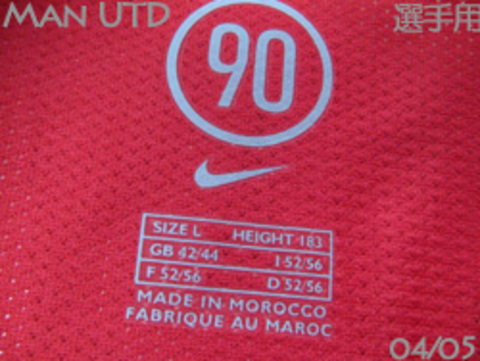 MAN UTD 選手用
90
SIZE L HEIGHT 183
GB 42/44 I 52/56
F 52/56 D 52/56
MADE IN MOROCCO
FABRIQUE AU MAROC
04/05